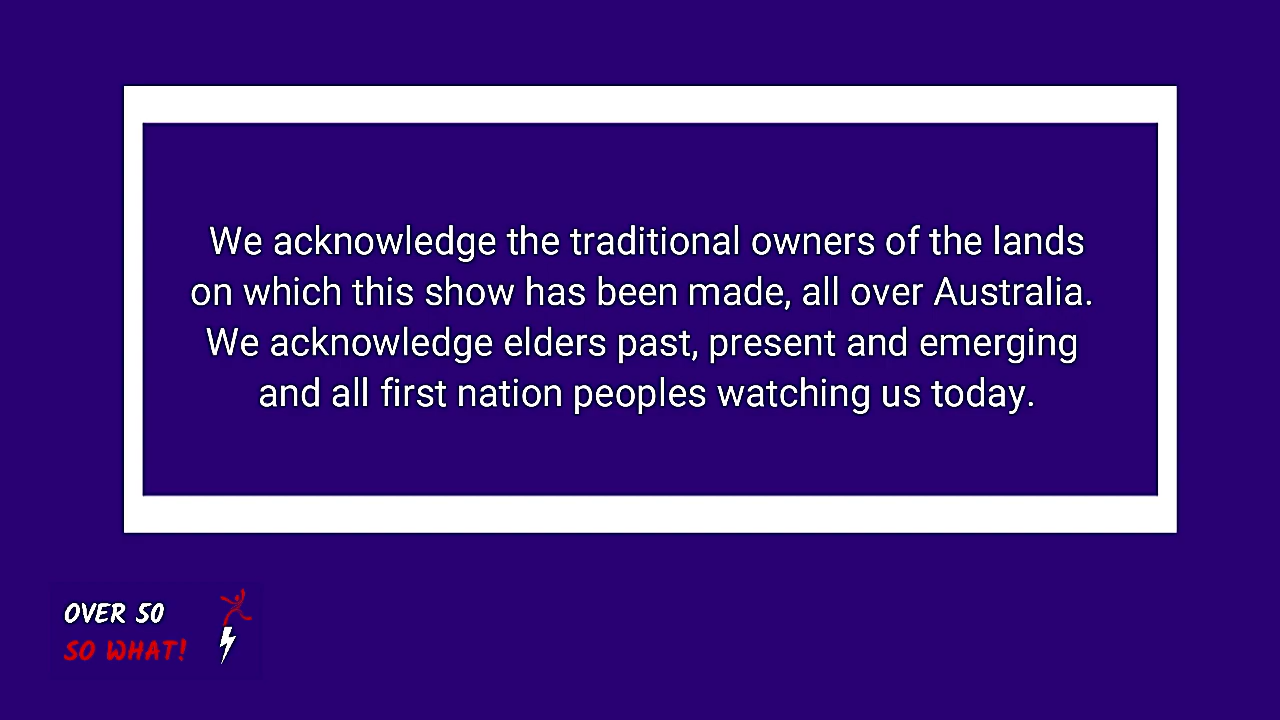 We acknowledge the traditional owners of the lands
on which this show has been made, all over Australia.
We acknowledge elders past, present and emerging
and all first nation peoples watching us today.
OVER 50
SO WHAT!